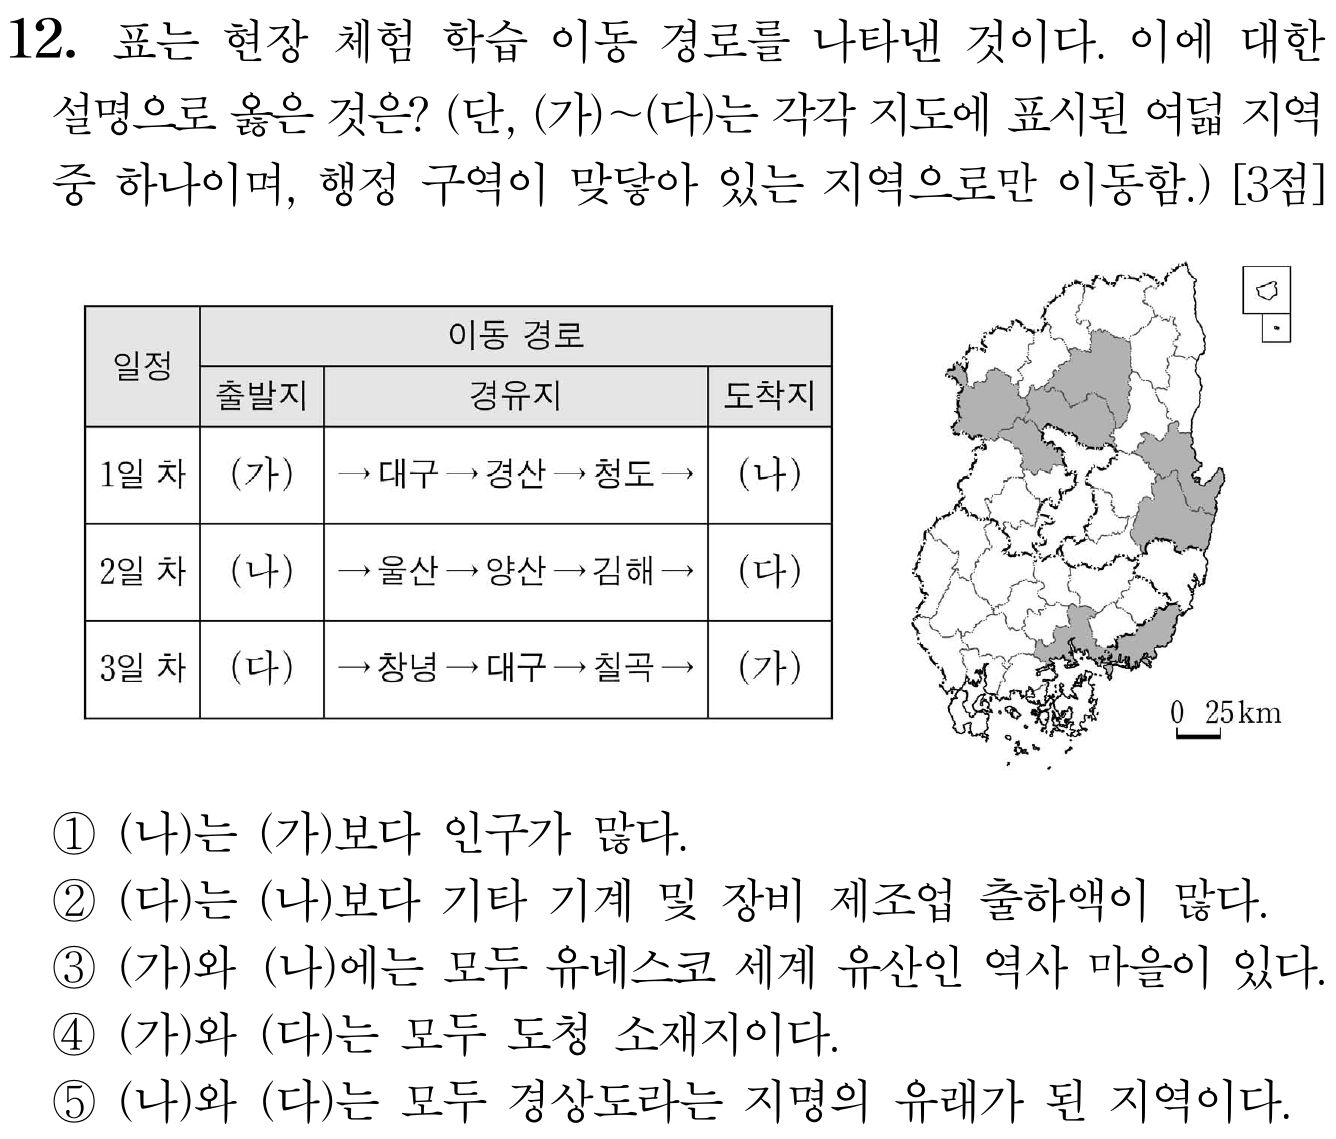 12. 표는 현장 체험 학습 이동 경로를 나타낸 것이다. 이에 대한
설명으로 옳은 것은? (단, (가)~(다)는 각각 지도에 표시된 여덟 지역
중 하나이며, 행정 구역이 맞닿아 있는 지역으로만 이동함.) [3점]
일정
이동 경로
출발지 경유지 도착지
1일 차 (가) →대구→경산→청도→ (나)
2일 차 (나) →울산→양산→김해→ (다)
3일 차 (다) →창녕→대구→칠곡→ (가)
0 25km
① (나)는 (가)보다 인구가 많다.
② (다)는 (나)보다 기타 기계 및 장비 제조업 출하액이 많다.
③ (가)와 (나)에는 모두 유네스코 세계 유산인 역사 마을이 있다.
④ (가)와 (다)는 모두 도청 소재지이다.
⑤ (나)와 (다)는 모두 경상도라는 지명의 유래가 된 지역이다.